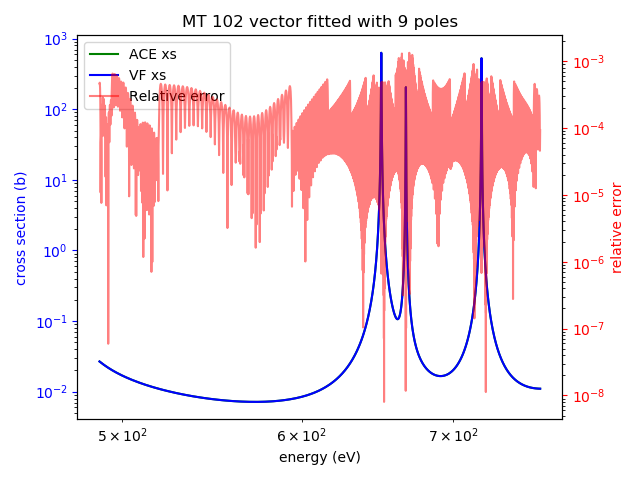 MT 102 vector fitted with 9 poles
ACE xs
VF xs
Relative error
cross section (b)
10³
10²
10¹
10⁰
10⁻¹
10⁻²
relative error
10⁻³
10⁻⁴
10⁻⁵
10⁻⁶
10⁻⁷
10⁻⁸
5 × 10² 6 × 10² 7 × 10²
energy (eV)